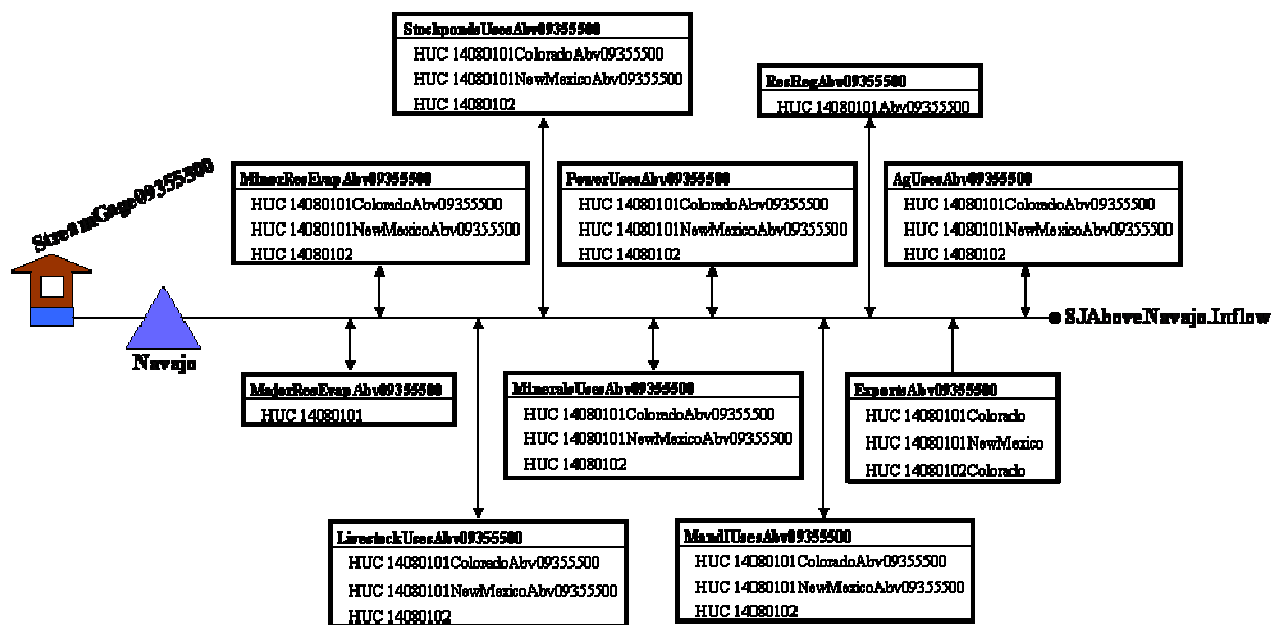 StockpondsUsesAbv09355500
HUC 14080101ColoradoAbv09355500
HUC 14080101NewMexicoAbv09355500
HUC 14080102
ResRegAbv09355500
HUC 14080101Abv09355500
StreamGage09355500
MinorResEvapAbv09355500
HUC 14080101ColoradoAbv09355500
HUC 14080101NewMexicoAbv09355500
HUC 14080102
PowerUsesAbv09355500
HUC 14080101ColoradoAbv09355500
HUC 14080101NewMexicoAbv09355500
HUC 14080102
AgUsesAbv09355500
HUC 14080101ColoradoAbv09355500
HUC 14080101NewMexicoAbv09355500
HUC 14080102
SJAboveNavajo.Inflow
Navajo
MajorResEvapAbv09355500
HUC 14080101
MineralsUsesAbv09355500
HUC 14080101ColoradoAbv09355500
HUC 14080101NewMexicoAbv09355500
HUC 14080102
ExportsAbv09355500
HUC 14080101Colorado
HUC 14080101NewMexico
HUC 14080102Colorado
LivestockUsesAbv09355500
HUC 14080101ColoradoAbv09355500
HUC 14080101NewMexicoAbv09355500
HUC 14080102
MandIUsesAbv09355500
HUC 14080101ColoradoAbv09355500
HUC 14080101NewMexicoAbv09355500
HUC 14080102